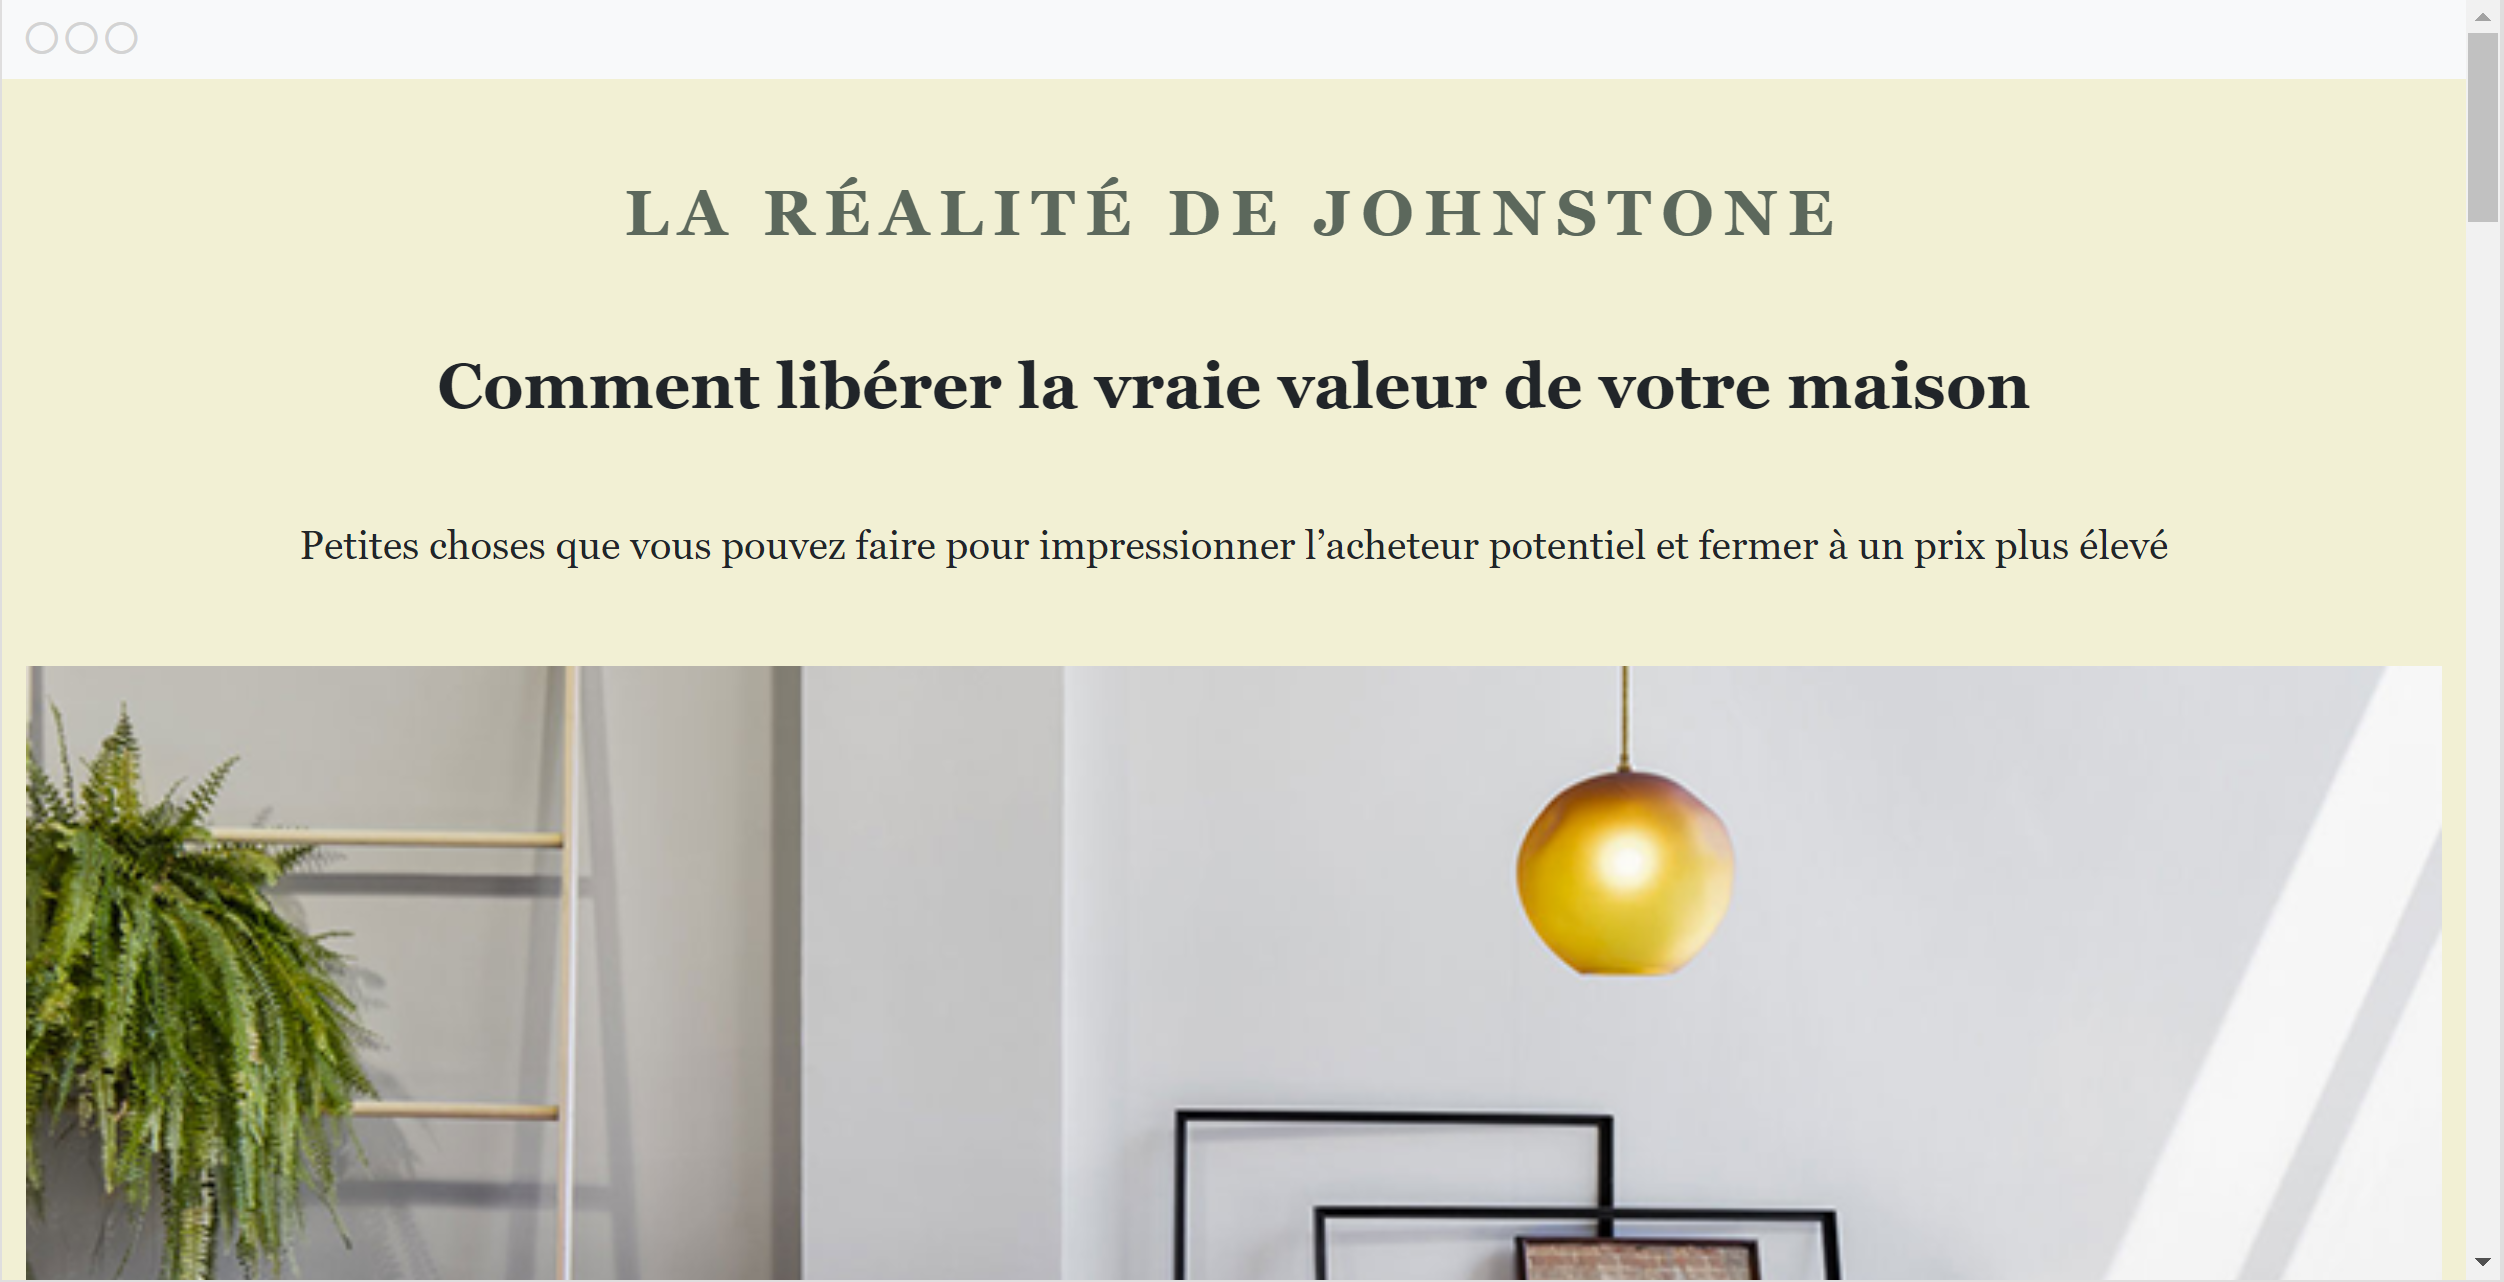 LA RÉALITÉ DE JOHNSTONE
Comment libérer la vraie valeur de votre maison
Petites choses que vous pouvez faire pour impressionner l’acheteur potentiel et fermer à un prix plus élevé